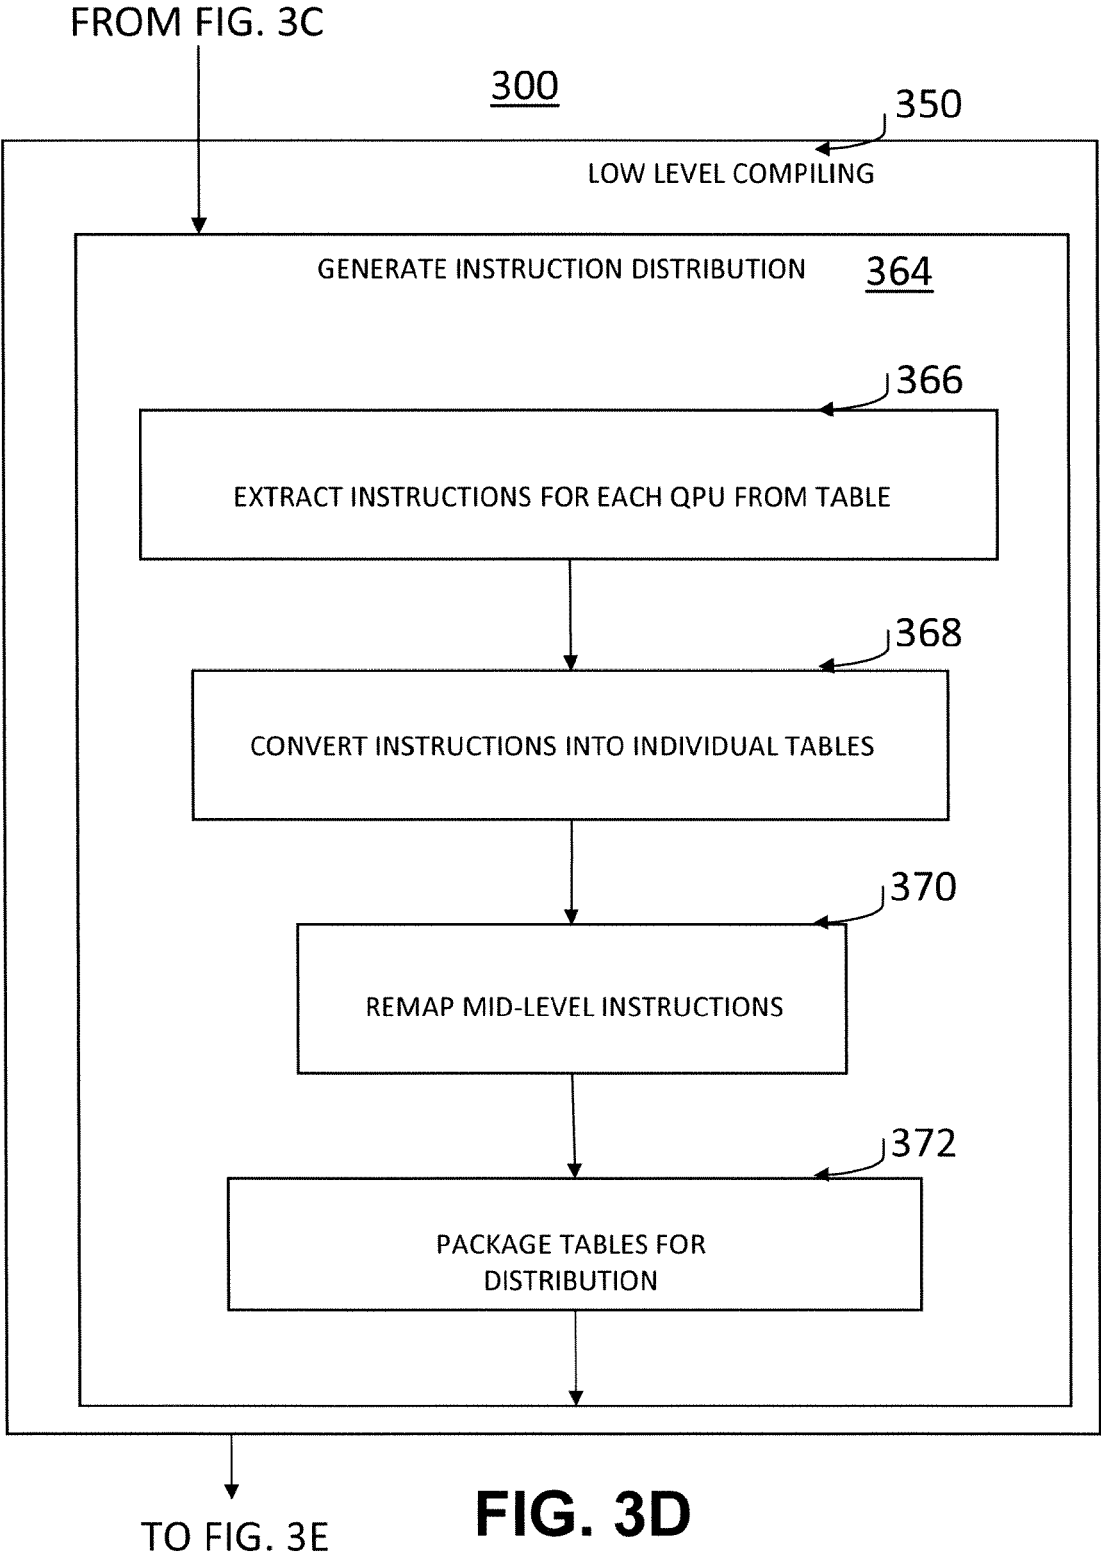 FROM FIG. 3C
300
350
LOW LEVEL COMPILING
GENERATE INSTRUCTION DISTRIBUTION
364
366
EXTRACT INSTRUCTIONS FOR EACH QPU FROM TABLE
368
CONVERT INSTRUCTIONS INTO INDIVIDUAL TABLES
370
REMAP MID-LEVEL INSTRUCTIONS
372
PACKAGE TABLES FOR
DISTRIBUTION
TO FIG. 3E
FIG. 3D